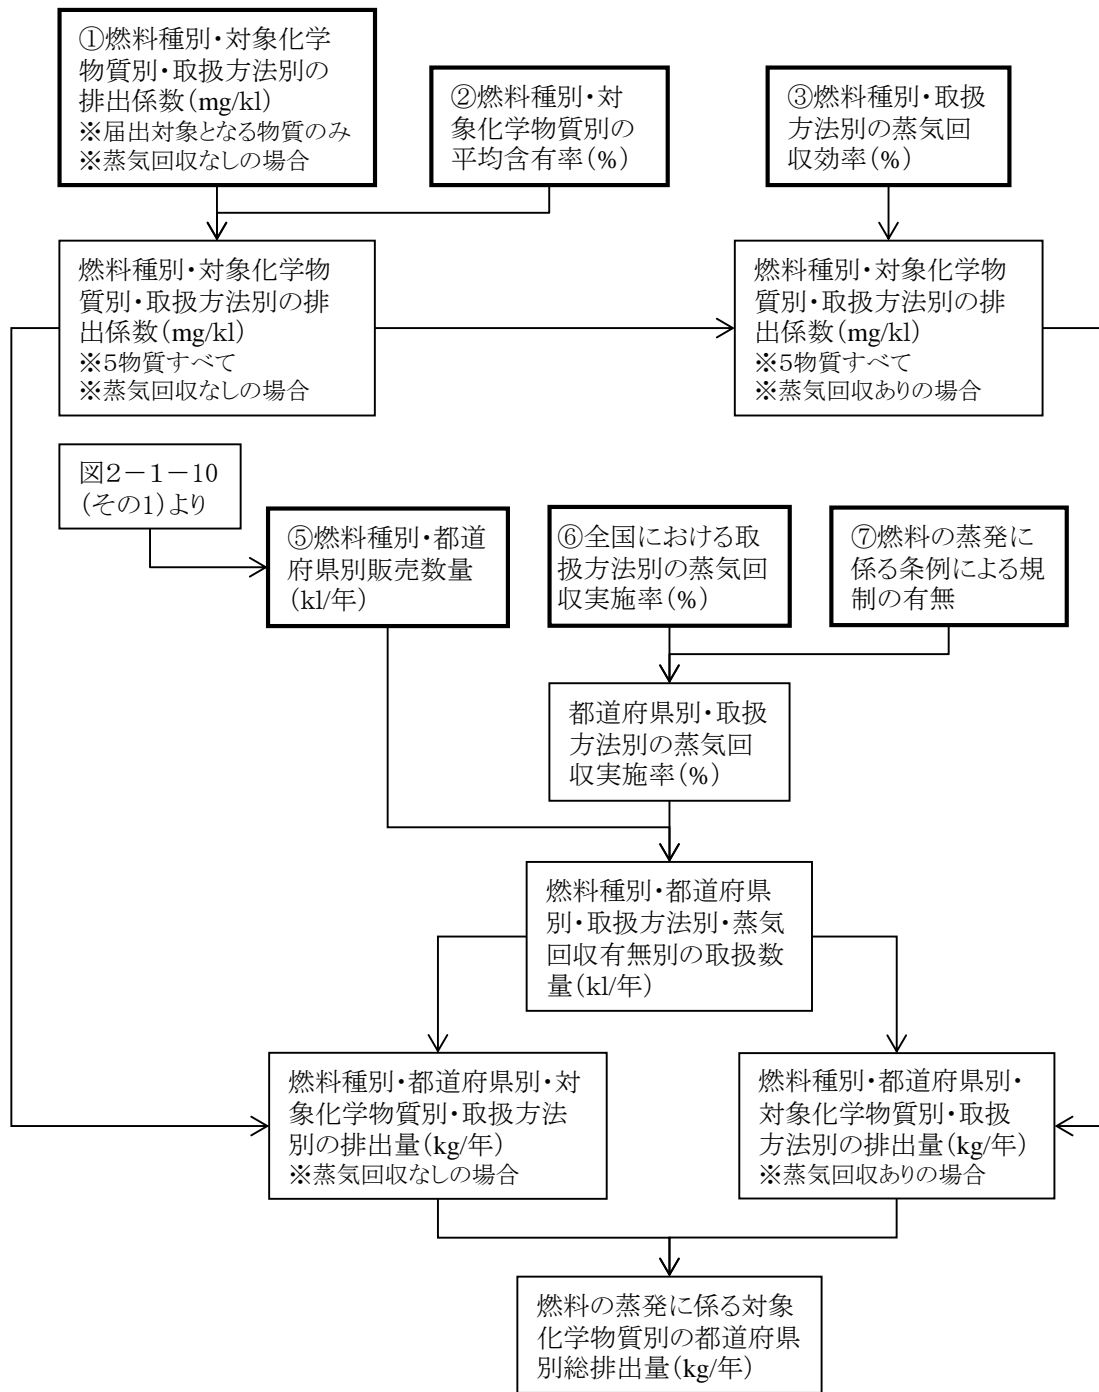 ①燃料種別・対象化学
物質別・取扱方法別の
排出係数(mg/kl)
※届出対象となる物質のみ
※蒸気回収なしの場合
②燃料種別・対
象化学物質別の
平均含有率(%)
③燃料種別・取扱
方法別の蒸気回
収効率(%)
燃料種別・対象化学物
質別・取扱方法別の排
出係数(mg/kl)
※5物質すべて
※蒸気回収なしの場合
燃料種別・対象化学物
質別・取扱方法別の排
出係数(mg/kl)
※5物質すべて
※蒸気回収ありの場合
図2-1-10
(その1)より
⑤燃料種別・都道
府県別販売数量
(kl/年)
⑥全国における取
扱方法別の蒸気回
収実施率(%)
⑦燃料の蒸発に
係る条例による規
制の有無
都道府県別・取扱
方法別の蒸気回
収実施率(%)
燃料種別・都道府県
別・取扱方法別・蒸気
回収有無別の取扱数
量(kl/年)
燃料種別・都道府県別・対
象化学物質別・取扱方法
別の排出量(kg/年)
※蒸気回収なしの場合
燃料種別・都道府県別・
対象化学物質別・取扱
方法別の排出量(kg/年)
※蒸気回収ありの場合
燃料の蒸発に係る対象
化学物質別の都道府県
別総排出量(kg/年)